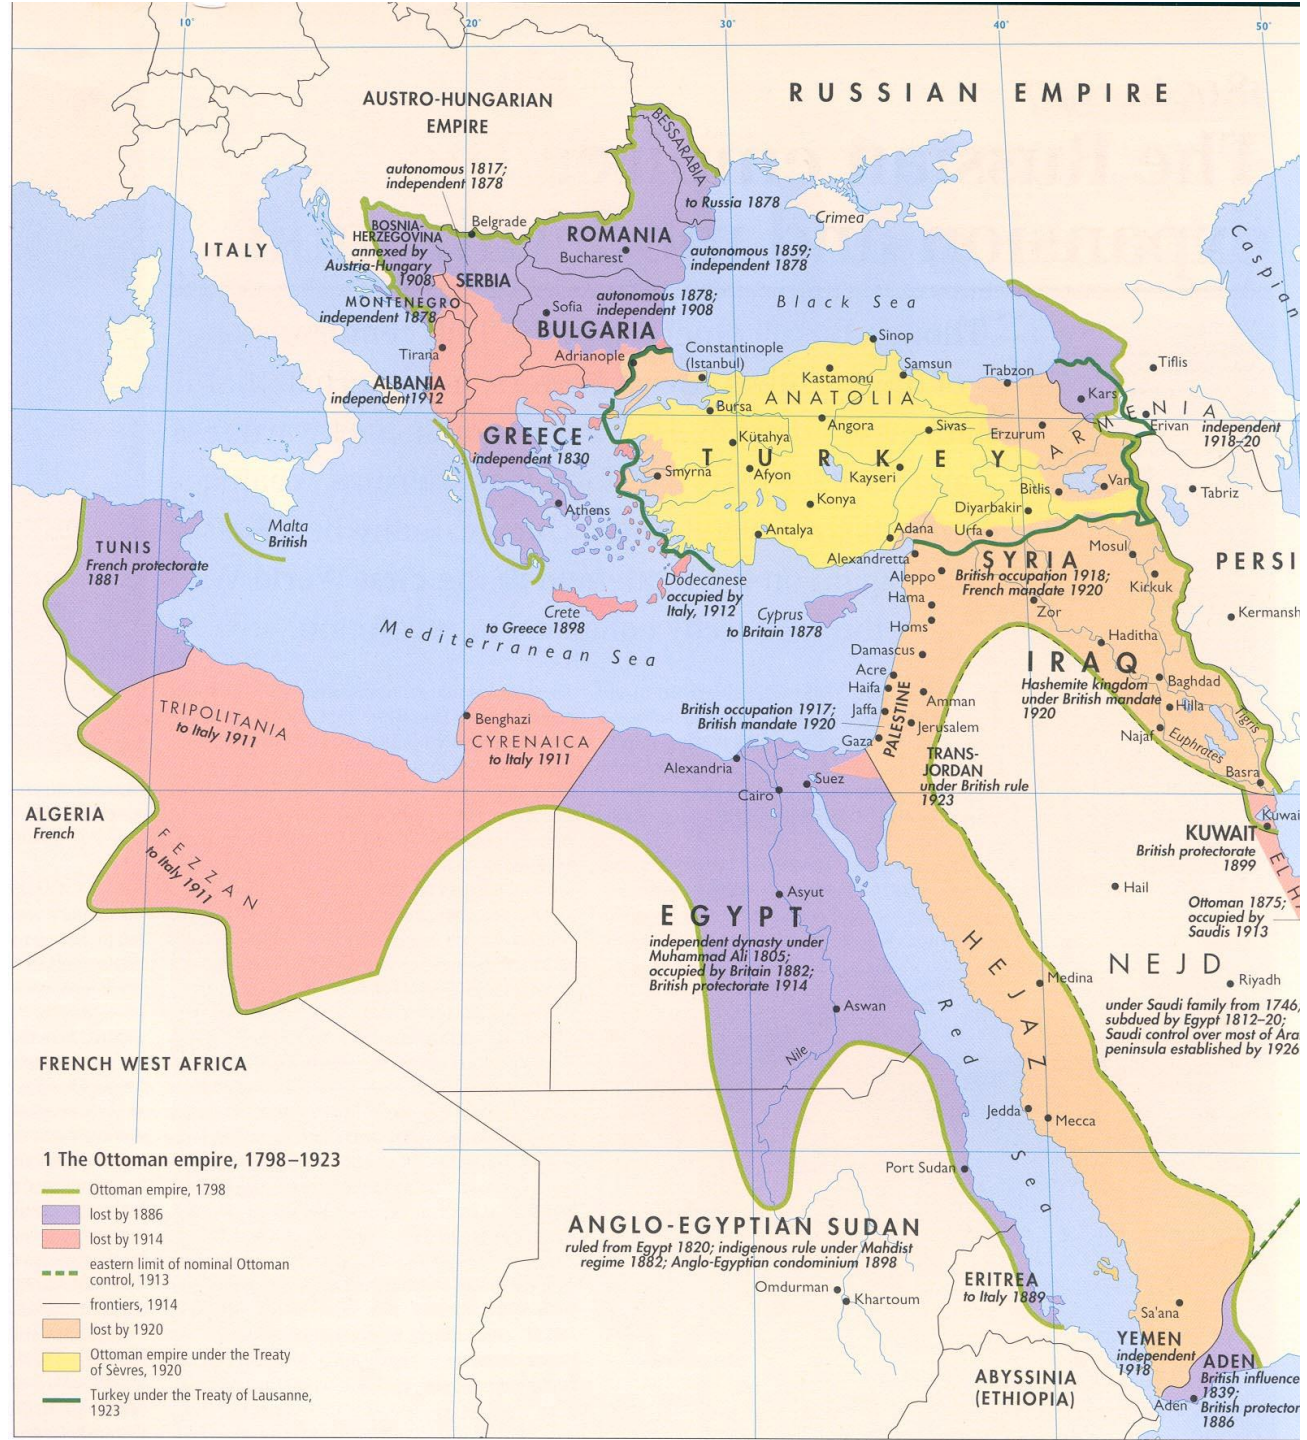 10°
20°
30°
40°
50°
RUSSIAN EMPIRE
AUSTRO-HUNGARIAN
EMPIRE
BESSARABIA
to Russia 1878
autonomous 1817;
independent 1878
Crimea
Caspian
ITALY
BOSNIA-
HERZEGOVINA
annexed by
Austria-Hungary
1908
Belgrade
ROMANIA
Bucharest
autonomous 1859;
independent 1878
SERBIA
MONTENEGRO
independent 1878
Sofia
autonomous 1878;
independent 1908
BULGARIA
Black Sea
Tirana
ALBANIA
independent1912
Adrianople
Constantinople
(Istanbul)
Sinop
Kastamonu
Samsun
Trabzon
Tiflis
Kars
ANATOLIA
ARMENIA
independent
1918–20
Erivan
Bursa
Angora
Sivas
Erzurum
GREECE
independent 1830
Kütahya
TURKEY
Smyrna
Afyon
Kayseri
Bitlis
Van
Tabriz
Athens
Konya
Diyarbakir
Malta
British
Antalya
Adana
Urfa
TUNIS
French protectorate
1881
Alexandretta
SYRIA
British occupation 1918;
French mandate 1920
Mosul
PERSI
Aleppo
Kirkuk
Dodecanese
occupied by
Italy, 1912
Crete
to Greece 1898
Cyprus
to Britain 1878
Hama
Zor
Kermansh
Homs
Mediterranean Sea
Haditha
Damascus
IRAQ
Hashemite kingdom
under British mandate
1920
Acre
Haifa
Baghdad
Amman
Hilla
TRIPOLITANIA
to Italy 1911
Benghazi
CYRENAICA
to Italy 1911
British occupation 1917;
British mandate 1920
Jaffa
PALESTINE
Jerusalem
Tigris
Najaf
Euphrates
Gaza
Alexandria
Suez
Cairo
TRANS-
JORDAN
under British rule
1923
Basra
ALGERIA
French
Kuwai
KUWAIT
British protectorate
1899
EL H
FEZZAN
to Italy 1911
Hail
Asyut
Ottoman 1875;
occupied by
Saudis 1913
EGYPT
independent dynasty under
Muhammad Ali 1805;
occupied by Britain 1882;
British protectorate 1914
HEJAZ
NEJD
Medina
Riyadh
Aswan
Red Sea
under Saudi family from 1746,
subdued by Egypt 1812–20;
Saudi control over most of Ara
peninsula established by 1926
Nile
FRENCH WEST AFRICA
Jedda
Mecca
Port Sudan
1 The Ottoman empire, 1798–1923
Ottoman empire, 1798
lost by 1886
lost by 1914
eastern limit of nominal Ottoman
control, 1913
frontiers, 1914
lost by 1920
Ottoman empire under the Treaty
of Sèvres, 1920
Turkey under the Treaty of Lausanne,
1923
ANGLO-EGYPTIAN SUDAN
ruled from Egypt 1820; indigenous rule under Mahdist
regime 1882; Anglo-Egyptian condominium 1898
Omdurman
Khartoum
ERITREA
to Italy 1889
Sa'ana
YEMEN
independent
1918
ADEN
British influence
1839;
British protector
1886
Aden
ABYSSINIA
(ETHIOPIA)